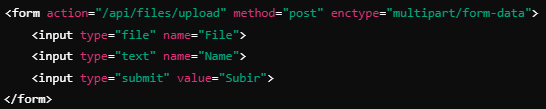 <form action="/api/files/upload" method="post" enctype="multipart/form-data">
    <input type="file" name="File">
    <input type="text" name="Name">
    <input type="submit" value="Subir">
</form>